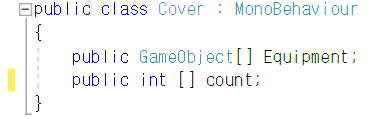 public class Cover : MonoBehaviour
{
public GameObject[] Equipment;
public int [] count;
}